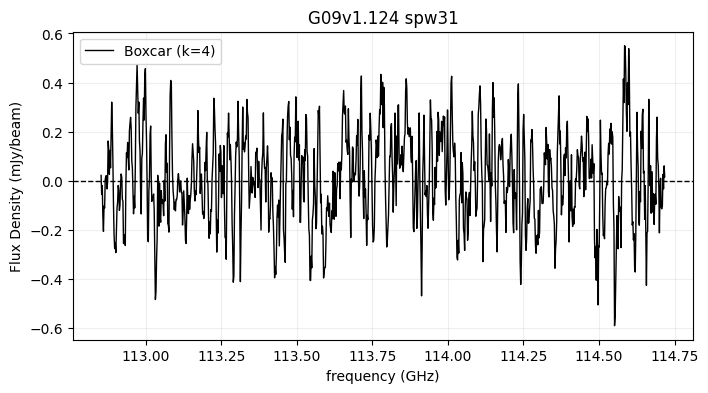 G09v1.124 spw31
Boxcar (k=4)
Flux Density (mJy/beam)
0.6
0.4
0.2
0.0
−0.2
−0.4
−0.6
113.00 113.25 113.50 113.75 114.00 114.25 114.50 114.75
frequency (GHz)